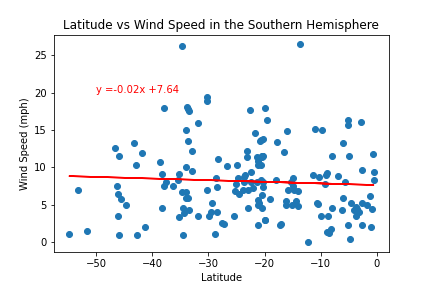 Latitude vs Wind Speed in the Southern Hemisphere
25
20
15
10
5
0
y =-0.02x +7.64
Wind Speed (mph)
−50 −40 −30 −20 −10 0
Latitude